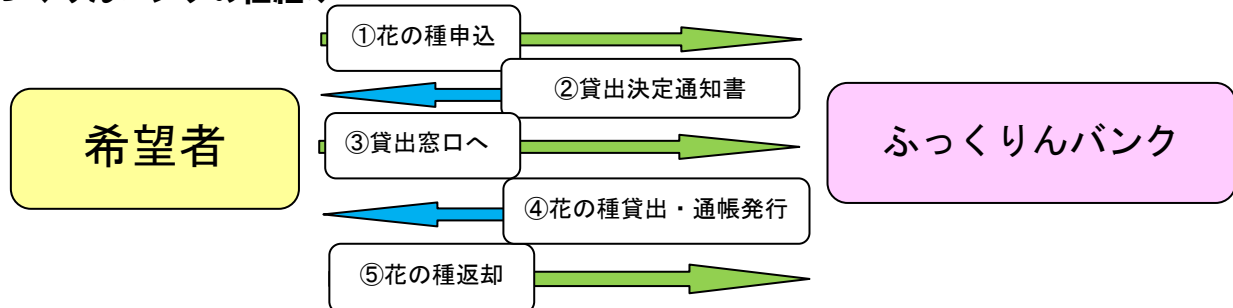 ①花の種申込
②貸出決定通知書
希望者
③貸出窓口へ
ふっくりんバンク
④花の種貸出・通帳発行
⑤花の種返却